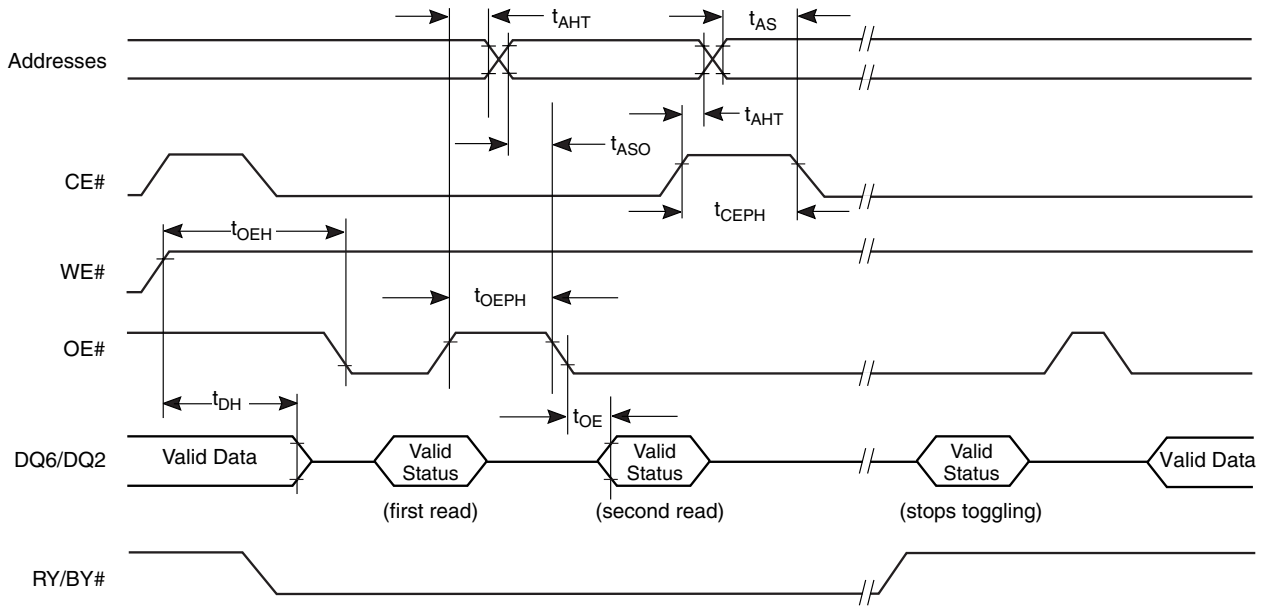 tAHT
tAS
Addresses
tAHT
tASO
CE#
tCEPH
tOEH
WE#
tOEPH
OE#
tDH
tOE
DQ6/DQ2
Valid Data
Valid
Status
Valid
Status
Valid
Status
Valid Data
(first read)
(second read)
(stops toggling)
RY/BY#